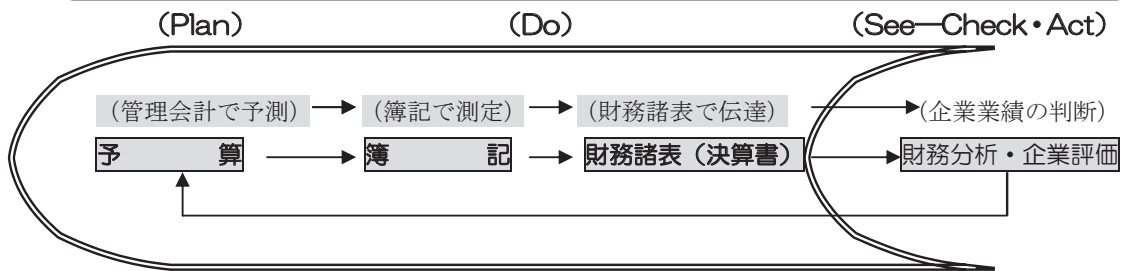 (Plan) (Do) (See—Check・Act)
(管理会計で予測) (簿記で測定) (財務諸表で伝達) (企業業績の判断)
予 算 簿 記 財務諸表（決算書） 財務分析・企業評価